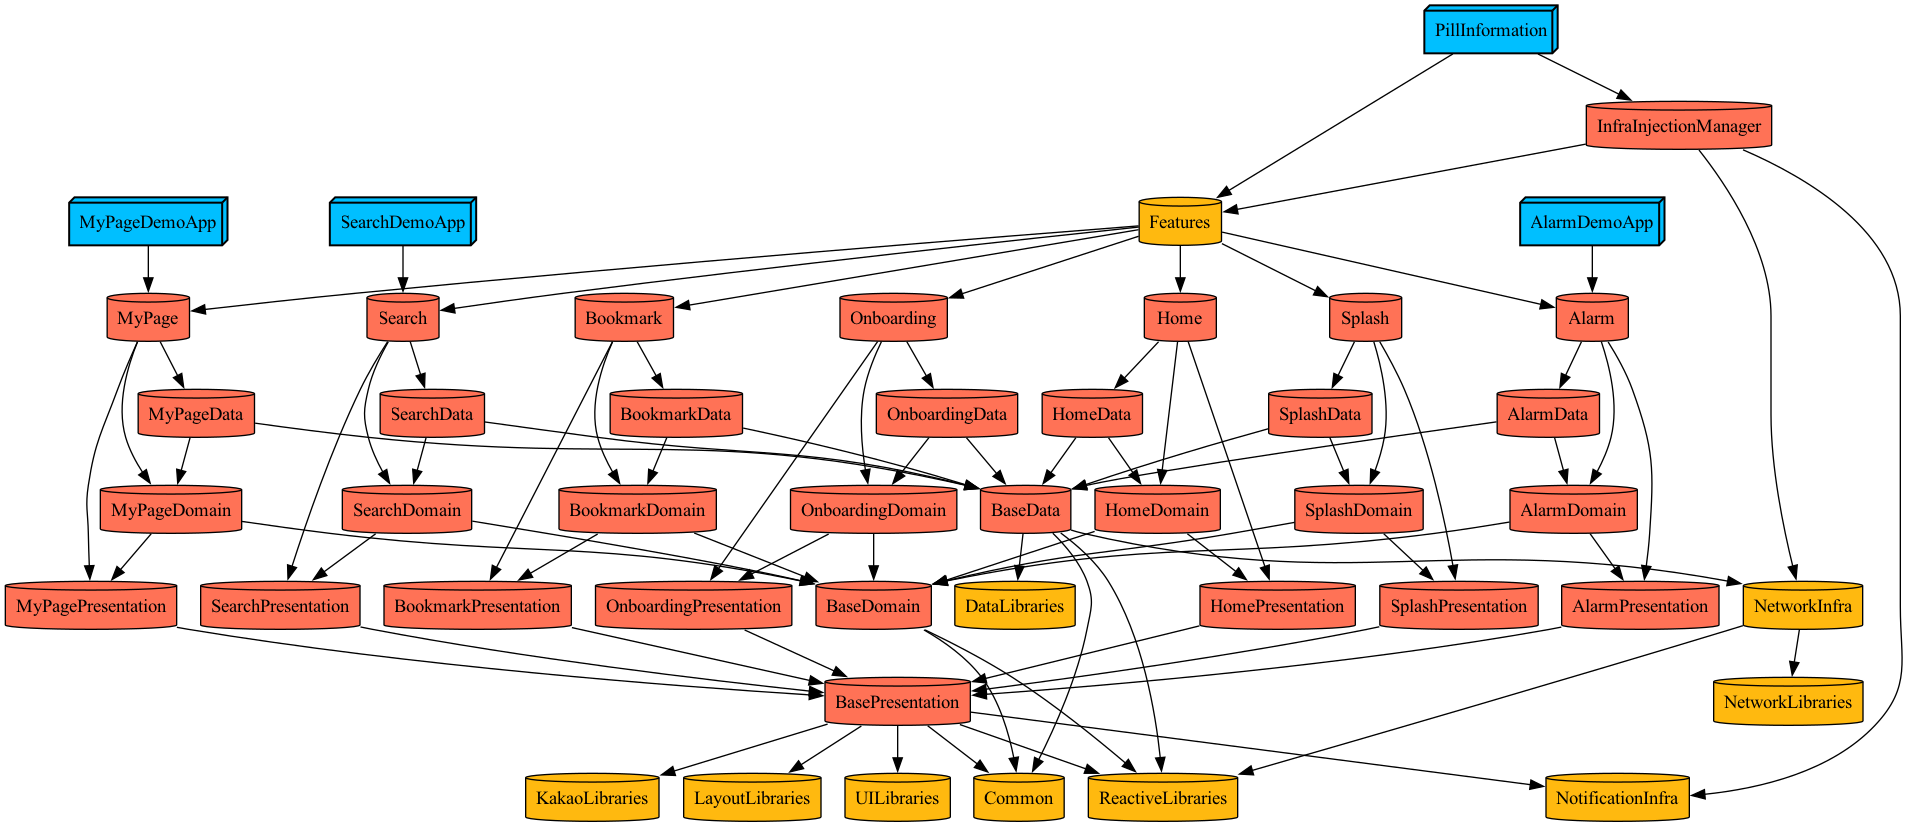 PillInformation
InfraInjectionManager
MyPageDemoApp
SearchDemoApp
Features
AlarmDemoApp
MyPage
Search
Bookmark
Onboarding
Home
Splash
Alarm
MyPageData
SearchData
BookmarkData
OnboardingData
HomeData
SplashData
AlarmData
MyPageDomain
SearchDomain
BookmarkDomain
OnboardingDomain
BaseData
HomeDomain
SplashDomain
AlarmDomain
MyPagePresentation
SearchPresentation
BookmarkPresentation
OnboardingPresentation
BaseDomain
DataLibraries
HomePresentation
SplashPresentation
AlarmPresentation
NetworkInfra
BasePresentation
NetworkLibraries
KakaoLibraries
LayoutLibraries
UILibraries
Common
ReactiveLibraries
NotificationInfra